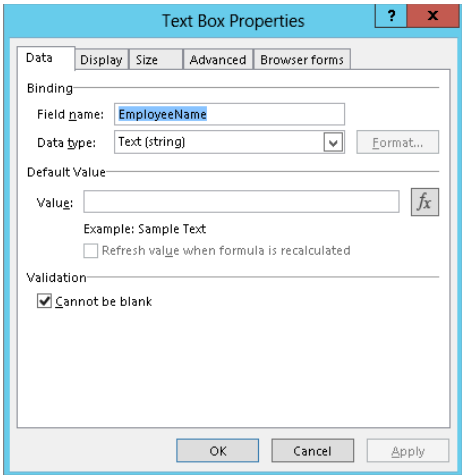 Text Box Properties
?
x
Data
Display
Size
Advanced
Browser forms
Binding
Field name: EmployeeName
Data type: Text (string) Format...
Default Value
Value: fx
Example: Sample Text
Refresh value when formula is recalculated
Validation
Cannot be blank
OK Cancel Apply